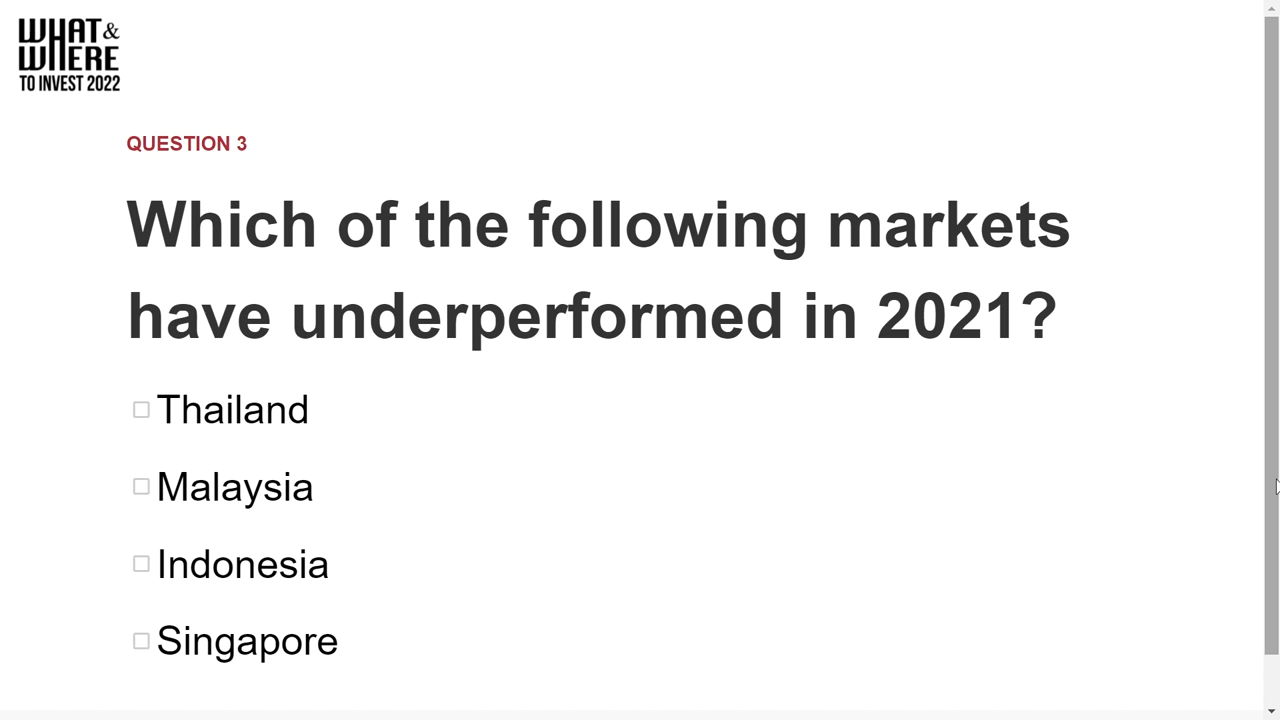 WHAT&
WHERE
TO INVEST 2022
QUESTION 3
Which of the following markets
have underperformed in 2021?
Thailand
Malaysia
Indonesia
Singapore